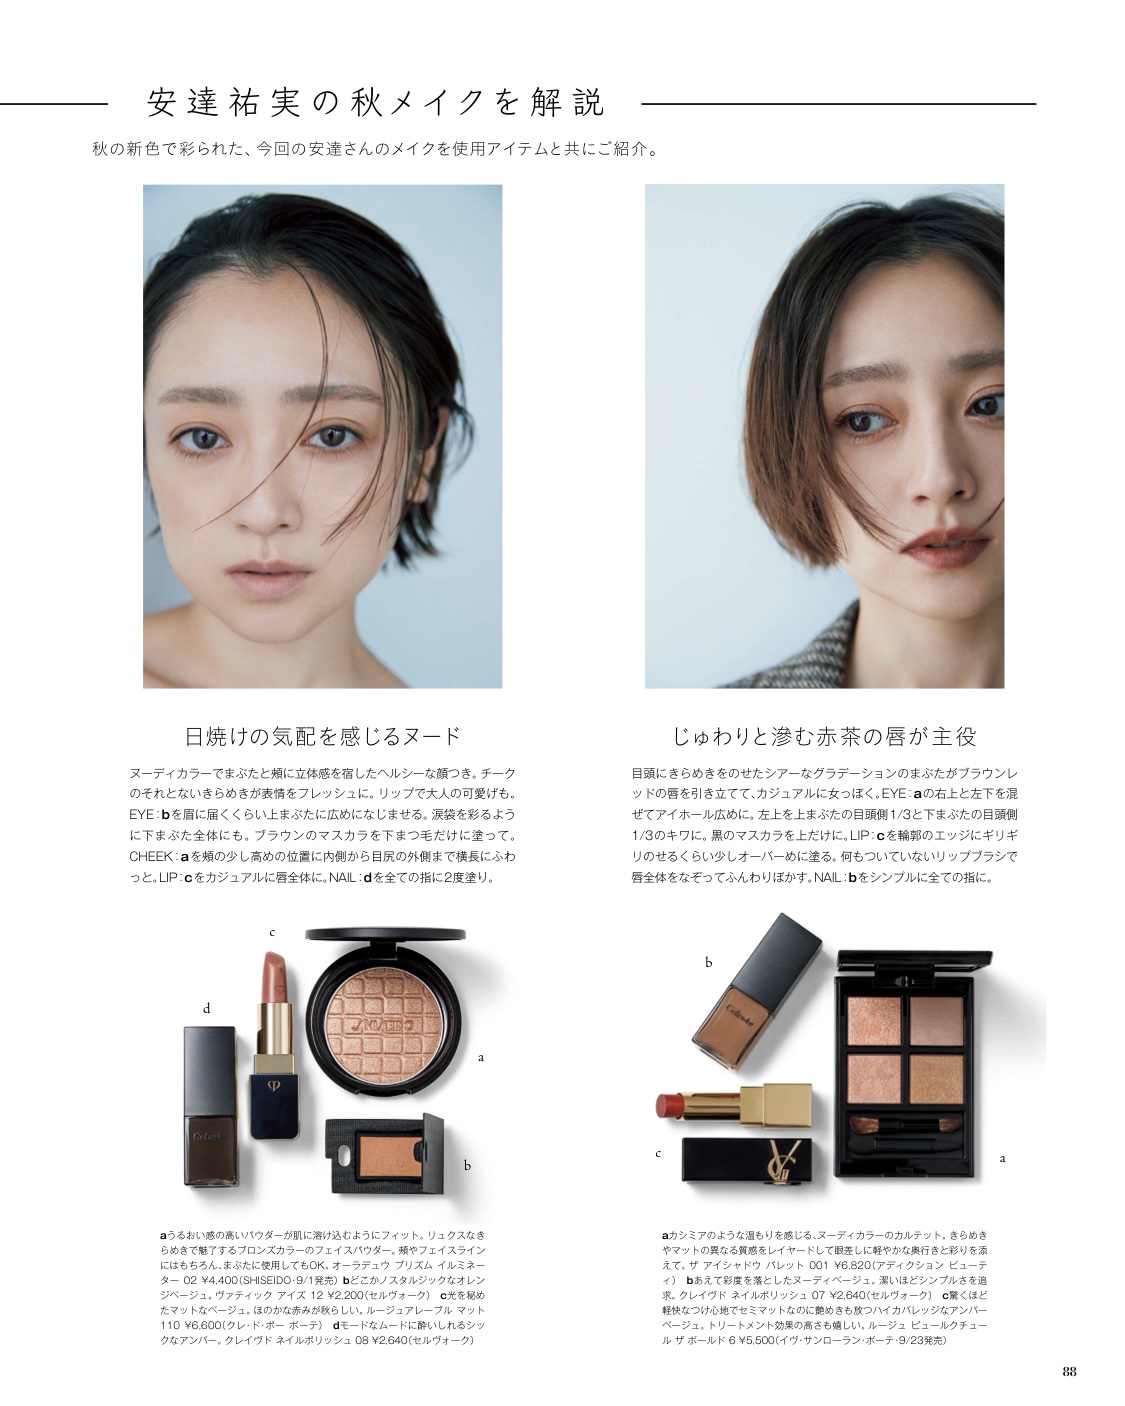 安達祐実の秋メイクを解説
秋の新色で彩られた、今回の安達さんのメイクを使用アイテムと共にご紹介。
日焼けの気配を感じるヌード
ヌーディカラーでまぶたと頰に立体感を宿したヘルシーな顔つき。チーク
のそれとないきらめきが表情をフレッシュに。リップで大人の可愛げも。
EYE：bを眉に届くくらい上まぶたに広めになじませる。涙袋を彩るよう
に下まぶた全体にも。ブラウンのマスカラを下まつ毛だけに塗って。
CHEEK：aを頰の少し高めの位置に内側から目尻の外側まで横長にふわ
っと。LIP：cをカジュアルに唇全体に。NAIL：dを全ての指に2度塗り。
c
d
a
b
SHISEIDO
aうるおい感の高いパウダーが肌に溶け込むようにフィット。リュクスなき
らめきで魅了するブロンズカラーのフェイスパウダー。頰やフェイスライン
にはもちろん、まぶたに使用してもOK。オーラデュウ プリズム イルミネー
ター 02 ¥4,400(SHISEIDO・9/1発売) bどこかノスタルジックなオレン
ジベージュ。ヴァティック アイズ 12 ¥2,200(セルヴォーク) c光を秘め
たマットなベージュ。ほのかな赤みが秋らしい。ルージュアレーブル マット
110 ¥6,600(クレ・ド・ポー ボーテ) dモードなムードに酔いしれるシッ
クなアンバー。クレイヴド ネイルポリッシュ 08 ¥2,640(セルヴォーク)
じゅわりと滲む赤茶の唇が主役
目頭にきらめきをのせたシアーなグラデーションのまぶたがブラウンレ
ッドの唇を引き立てて、カジュアルに女っぽく。EYE：aの右上と左下を混
ぜてアイホール広めに。左上を上まぶたの目頭側1/3と下まぶたの目頭側
1/3のキワに。黒のマスカラを上だけに。LIP：cを輪郭のエッジにギリギ
リのせるくらい少しオーバーめに塗る。何もついていないリップブラシで
唇全体をなぞってふんわりぼかす。NAIL：bをシンプルに全ての指に。
b
c
a
Celvoke
YSL
aカシミアのような温もりを感じる、ヌーディカラーのカルテット。きらめき
やマットの異なる質感をレイヤードして眼差しに軽やかな奥行きと彩りを添
えて。ザ アイシャドウ パレット 001 ¥6,820(アディクション ビューテ
ィ) bあえて彩度を落としたヌーディベージュ。潔いほどシンプルさを追
求。クレイヴド ネイルポリッシュ 07 ¥2,640(セルヴォーク) c驚くほど
軽快なつけ心地でセミマットなのに艶めきも放つハイカバレッジなアンバー
ベージュ。トリートメント効果の高さも嬉しい。ルージュ ピュールクチュー
ル ザ ボールド 6 ¥5,500(イヴ・サンローラン・ボーテ・9/23発売)
88